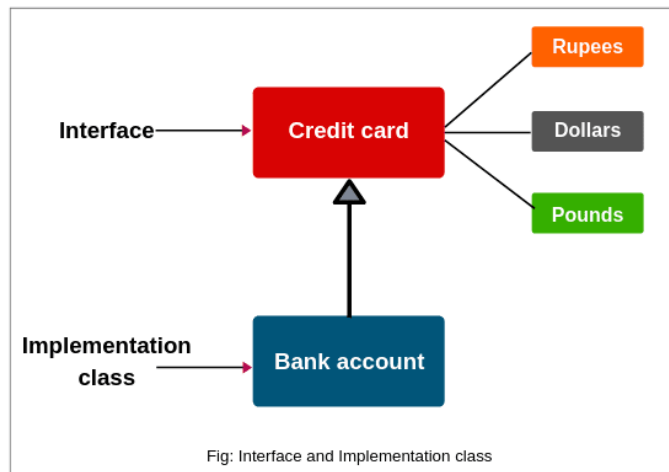 Rupees
Interface
Credit card
Dollars
Pounds
Implementation
class
Bank account
Fig: Interface and Implementation class